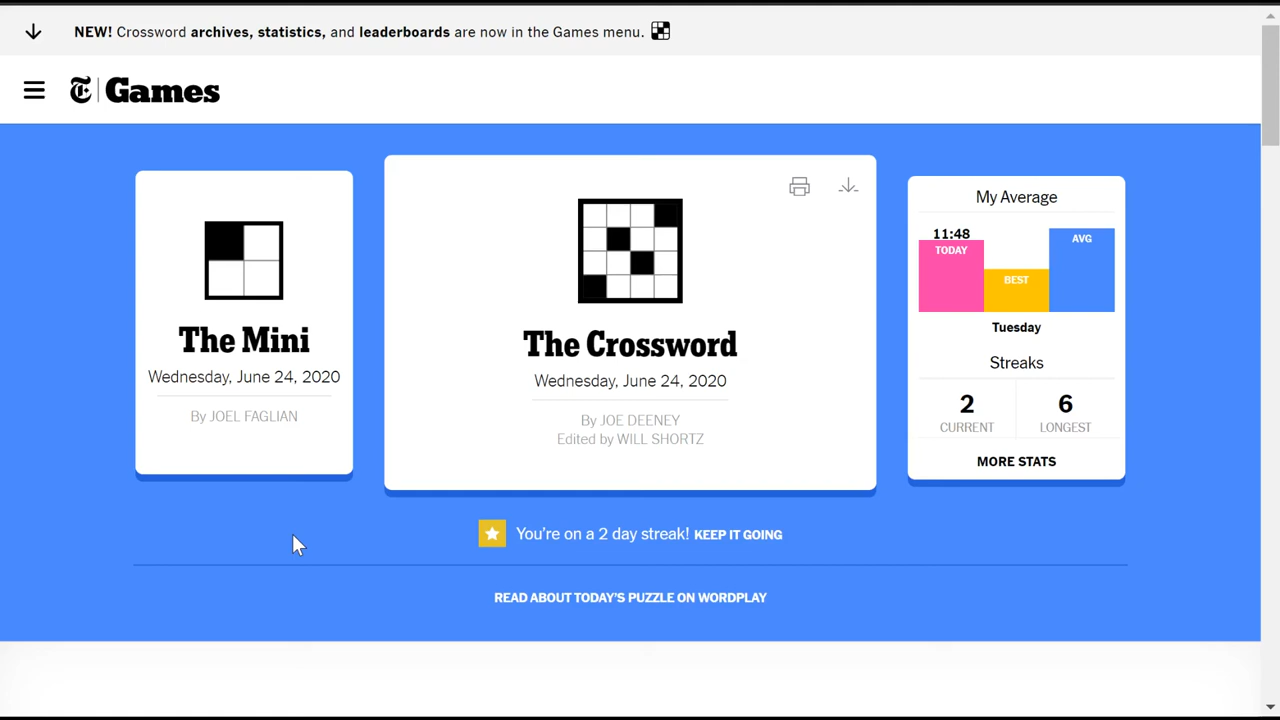 NEW! Crossword archives, statistics, and leaderboards are now in the Games menu.
T Games
The Mini
Wednesday, June 24, 2020
By JOEL FAGLIAN
The Crossword
Wednesday, June 24, 2020
By JOE DEENEY
Edited by WILL SHORTZ
My Average
11:48
TODAY
BEST
AVG
Tuesday
Streaks
2 6
CURRENT LONGEST
MORE STATS
You're on a 2 day streak! KEEP IT GOING
READ ABOUT TODAY'S PUZZLE ON WORDPLAY